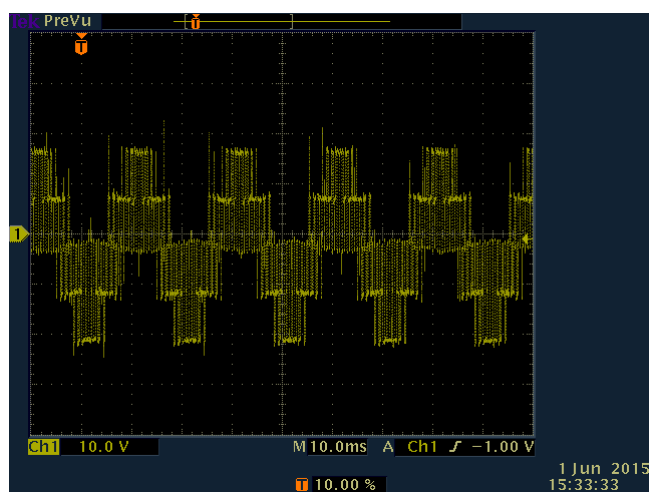 Tek PreVu
T
1
Ch1 10.0 V M 10.0ms A Ch1 ʃ −1.00 V
T 10.00 %
1 Jun 2015
15:33:33